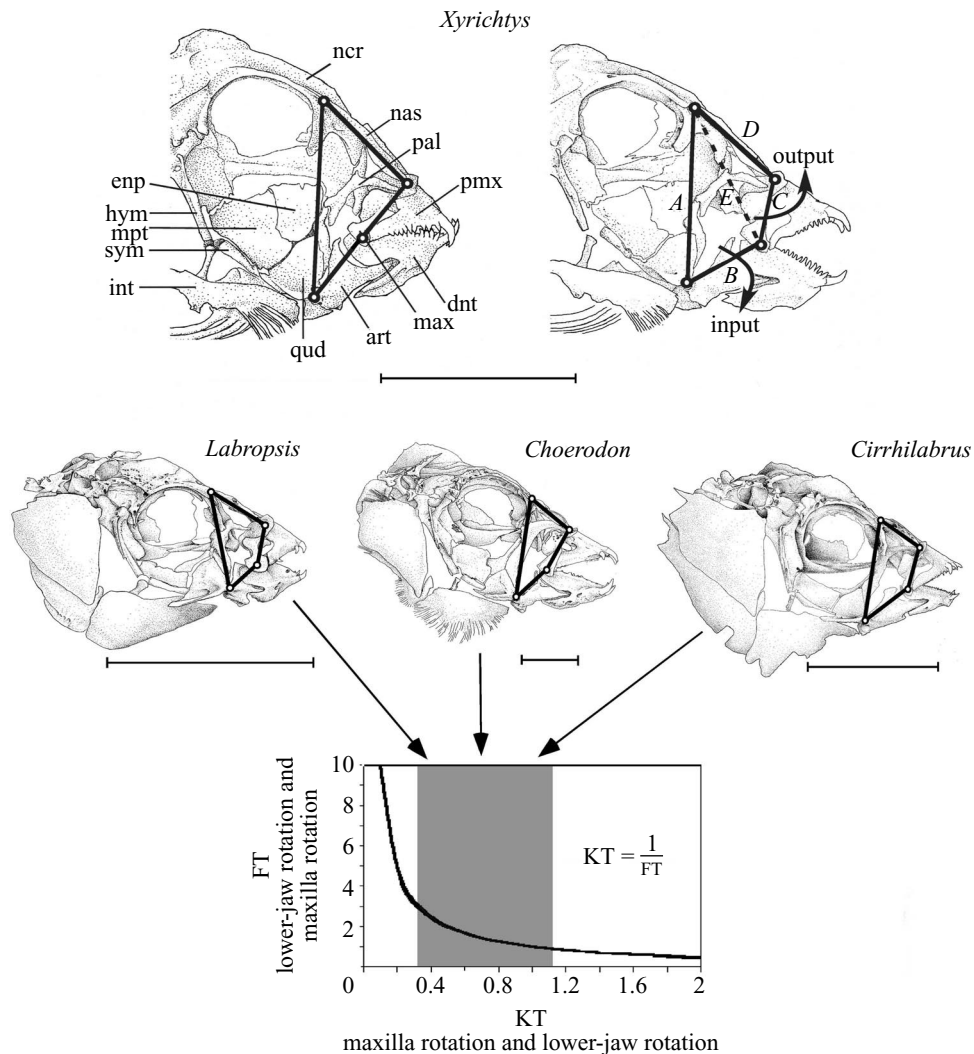 Xyrichtys
ncr
nas
pal
pmx
enp
hym
mpt
sym
int
qud
art
max
dnt
A
B
C
D
E
output
input
Labropsis
Choerodon
Cirrhilabrus
10
8
6
4
2
0
FT
lower-jaw rotation and
maxilla rotation
KT = 1/FT
0.4
0.8
1.2
1.6
2
KT
maxilla rotation and lower-jaw rotation